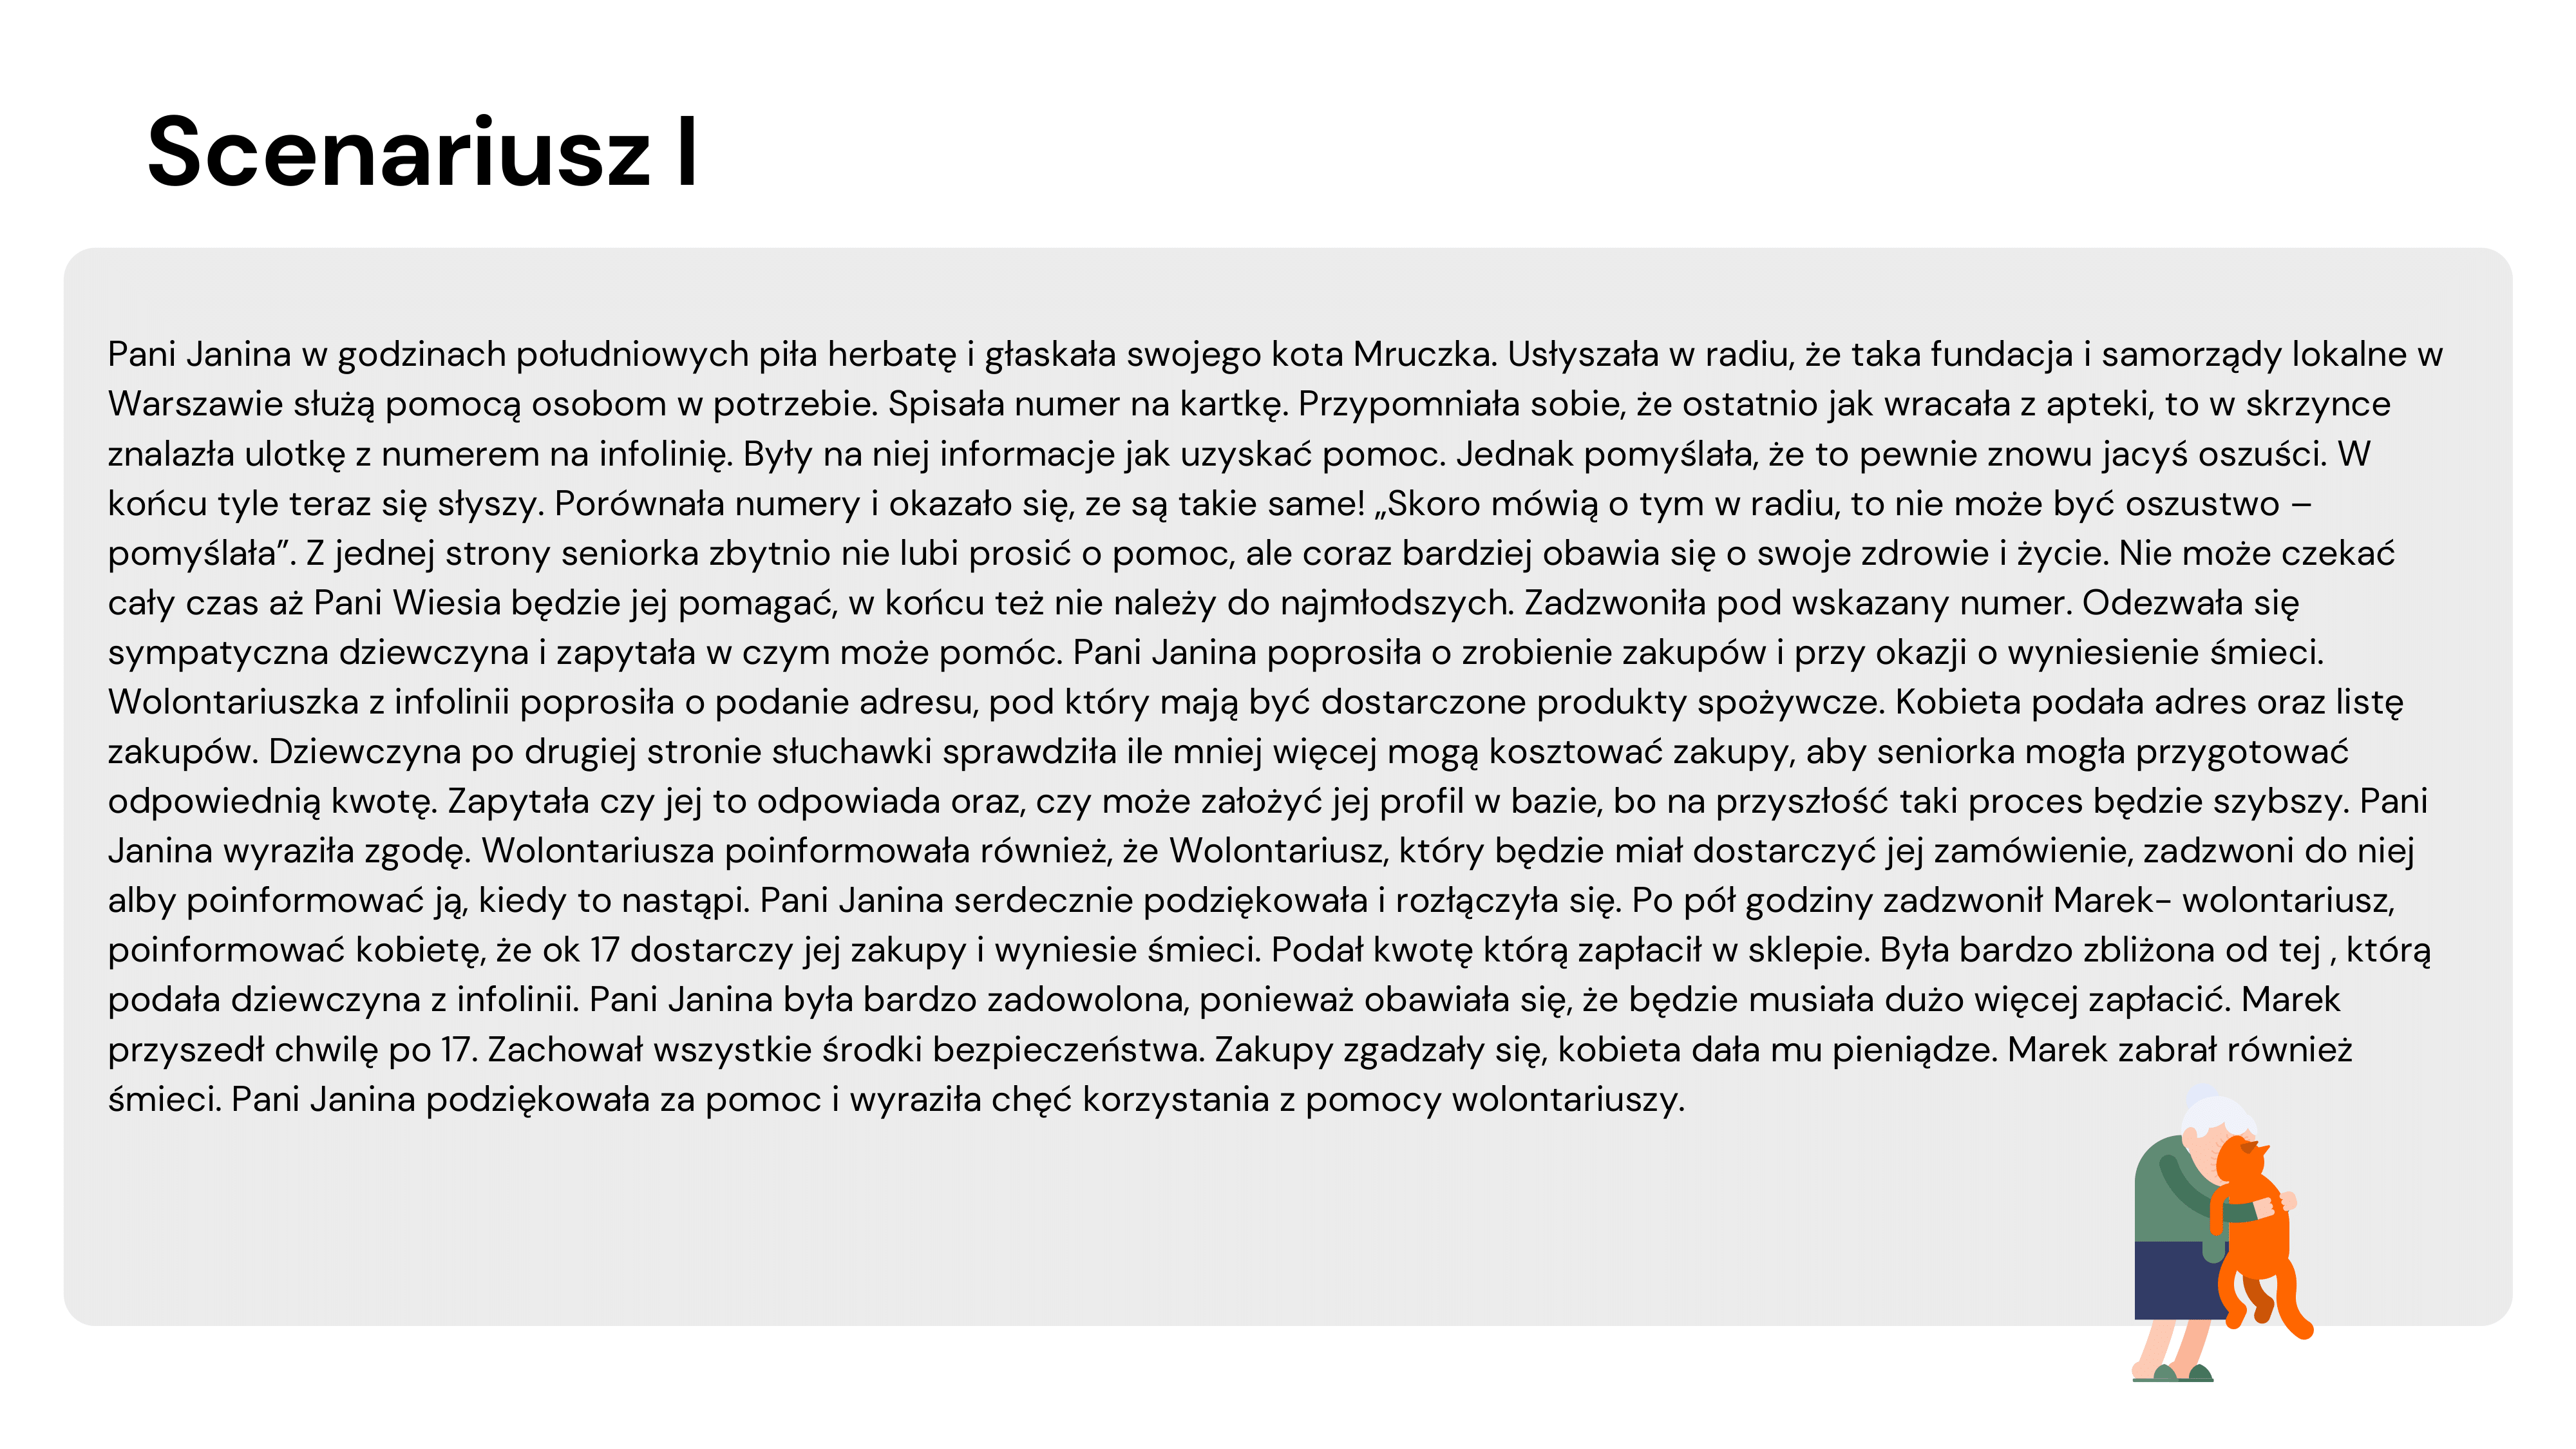 Scenariusz I
Pani Janina w godzinach południowych piła herbatę i głaskała swojego kota Mruczka. Usłyszała w radiu, że taka fundacja i samorządy lokalne w
Warszawie służą pomocą osobom w potrzebie. Spisała numer na kartkę. Przypomniała sobie, że ostatnio jak wracała z apteki, to w skrzynce
znalazła ulotkę z numerem na infolinię. Były na niej informacje jak uzyskać pomoc. Jednak pomyślała, że to pewnie znowu jacyś oszuści. W
końcu tyle teraz się słyszy. Porównała numery i okazało się, ze są takie same! „Skoro mówią o tym w radiu, to nie może być oszustwo –
pomyślała”. Z jednej strony seniorka zbytnio nie lubi prosić o pomoc, ale coraz bardziej obawia się o swoje zdrowie i życie. Nie może czekać
cały czas aż Pani Wiesia będzie jej pomagać, w końcu też nie należy do najmłodszych. Zadzwoniła pod wskazany numer. Odezwała się
sympatyczna dziewczyna i zapytała w czym może pomóc. Pani Janina poprosiła o zrobienie zakupów i przy okazji o wyniesienie śmieci.
Wolontariuszka z infolinii poprosiła o podanie adresu, pod który mają być dostarczone produkty spożywcze. Kobieta podała adres oraz listę
zakupów. Dziewczyna po drugiej stronie słuchawki sprawdziła ile mniej więcej mogą kosztować zakupy, aby seniorka mogła przygotować
odpowiednią kwotę. Zapytała czy jej to odpowiada oraz, czy może założyć jej profil w bazie, bo na przyszłość taki proces będzie szybszy. Pani
Janina wyraziła zgodę. Wolontariusza poinformowała również, że Wolontariusz, który będzie miał dostarczyć jej zamówienie, zadzwoni do niej
alby poinformować ją, kiedy to nastąpi. Pani Janina serdecznie podziękowała i rozłączyła się. Po pół godziny zadzwonił Marek- wolontariusz,
poinformować kobietę, że ok 17 dostarczy jej zakupy i wyniesie śmieci. Podał kwotę którą zapłacił w sklepie. Była bardzo zbliżona od tej , którą
podała dziewczyna z infolinii. Pani Janina była bardzo zadowolona, ponieważ obawiała się, że będzie musiała dużo więcej zapłacić. Marek
przyszedł chwilę po 17. Zachował wszystkie środki bezpieczeństwa. Zakupy zgadzały się, kobieta dała mu pieniądze. Marek zabrał również
śmieci. Pani Janina podziękowała za pomoc i wyraziła chęć korzystania z pomocy wolontariuszy.